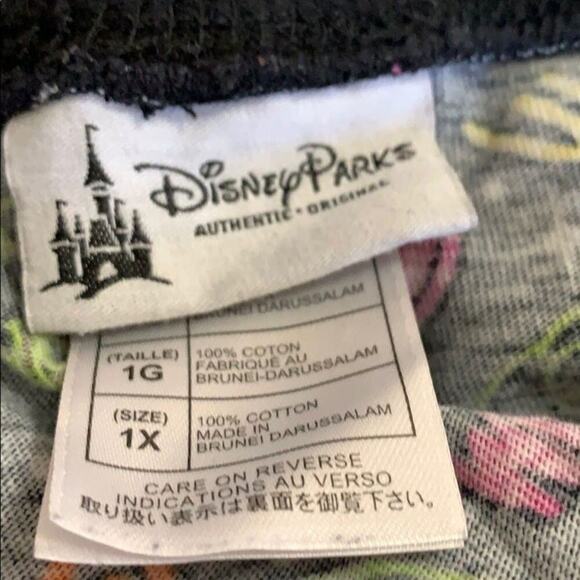 Disney Parks
AUTHENTIC • ORIGINAL
BRUNEI DARUSSALAM
(TAILLE)
1G
100% COTON
FABRIQUÉ AU
BRUNEI-DARUSSALAM
(SIZE)
1X
100% COTTON
MADE IN
BRUNEI DARUSSALAM
CARE ON REVERSE
INDICATIONS AU VERSO
取り扱い表示は裏面を御覧下さい。